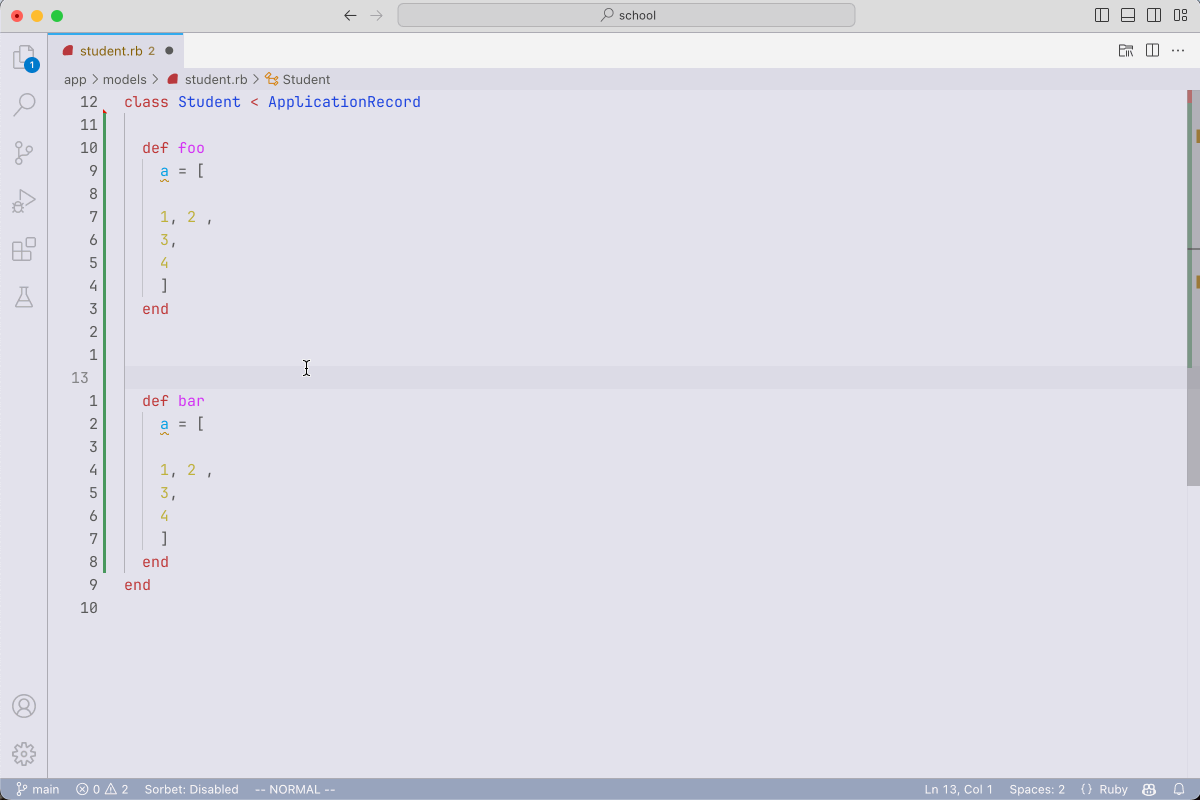 school
student.rb 2
1
app > models > student.rb > Student
12 class Student < ApplicationRecord
11
10 def foo
9 a = [
8
7 1, 2 ,
6 3,
5 4
4 ]
3 end
2
1
13
1 def bar
2 a = [
3
4 1, 2 ,
5 3,
6 4
7 ]
8 end
9 end
10
main 0 2 Sorbet: Disabled -- NORMAL -- Ln 13, Col 1 Spaces: 2 {} Ruby